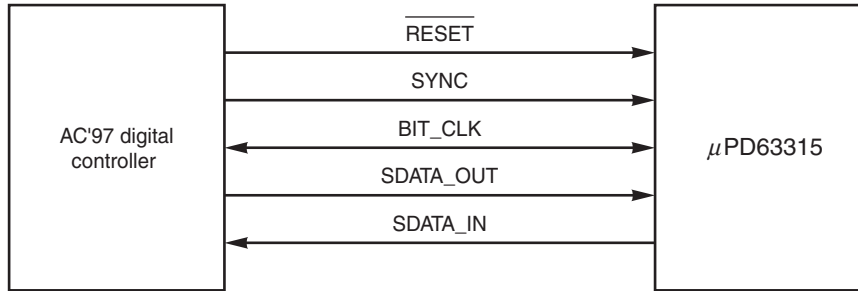 RESET
SYNC
AC'97 digital
controller
BIT_CLK
μPD63315
SDATA_OUT
SDATA_IN